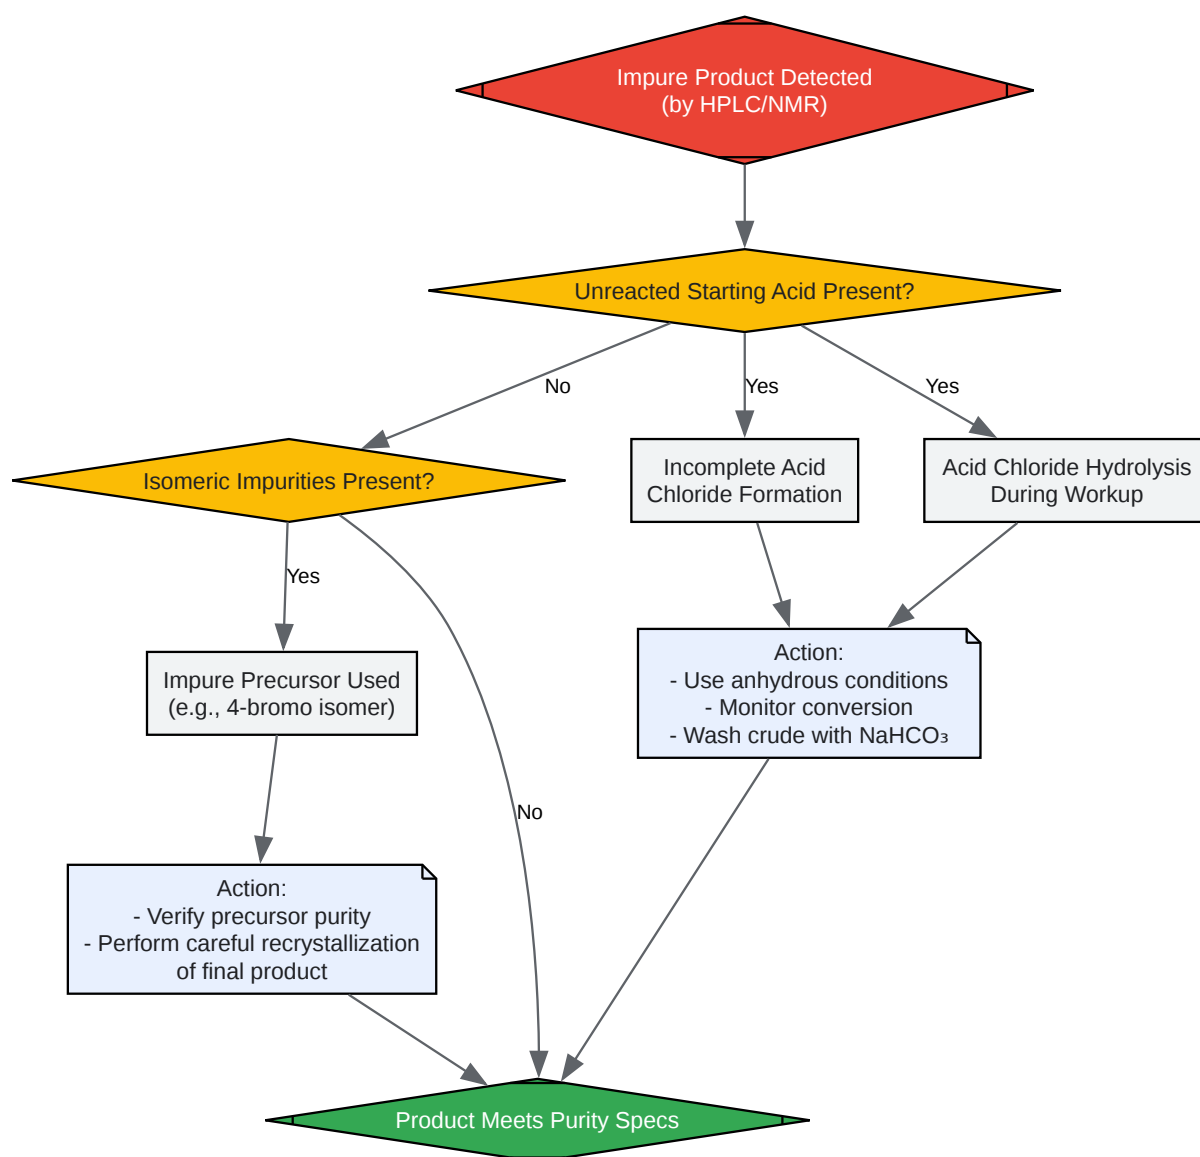 Impure Product Detected
(by HPLC/NMR)
Unreacted Starting Acid Present?
No
Yes
Yes
Isomeric Impurities Present?
Incomplete Acid
Chloride Formation
Acid Chloride Hydrolysis
During Workup
Yes
Impure Precursor Used
(e.g., 4-bromo isomer)
Action:
- Use anhydrous conditions
- Monitor conversion
- Wash crude with NaHCO₃
No
Action:
- Verify precursor purity
- Perform careful recrystallization
of final product
Product Meets Purity Specs